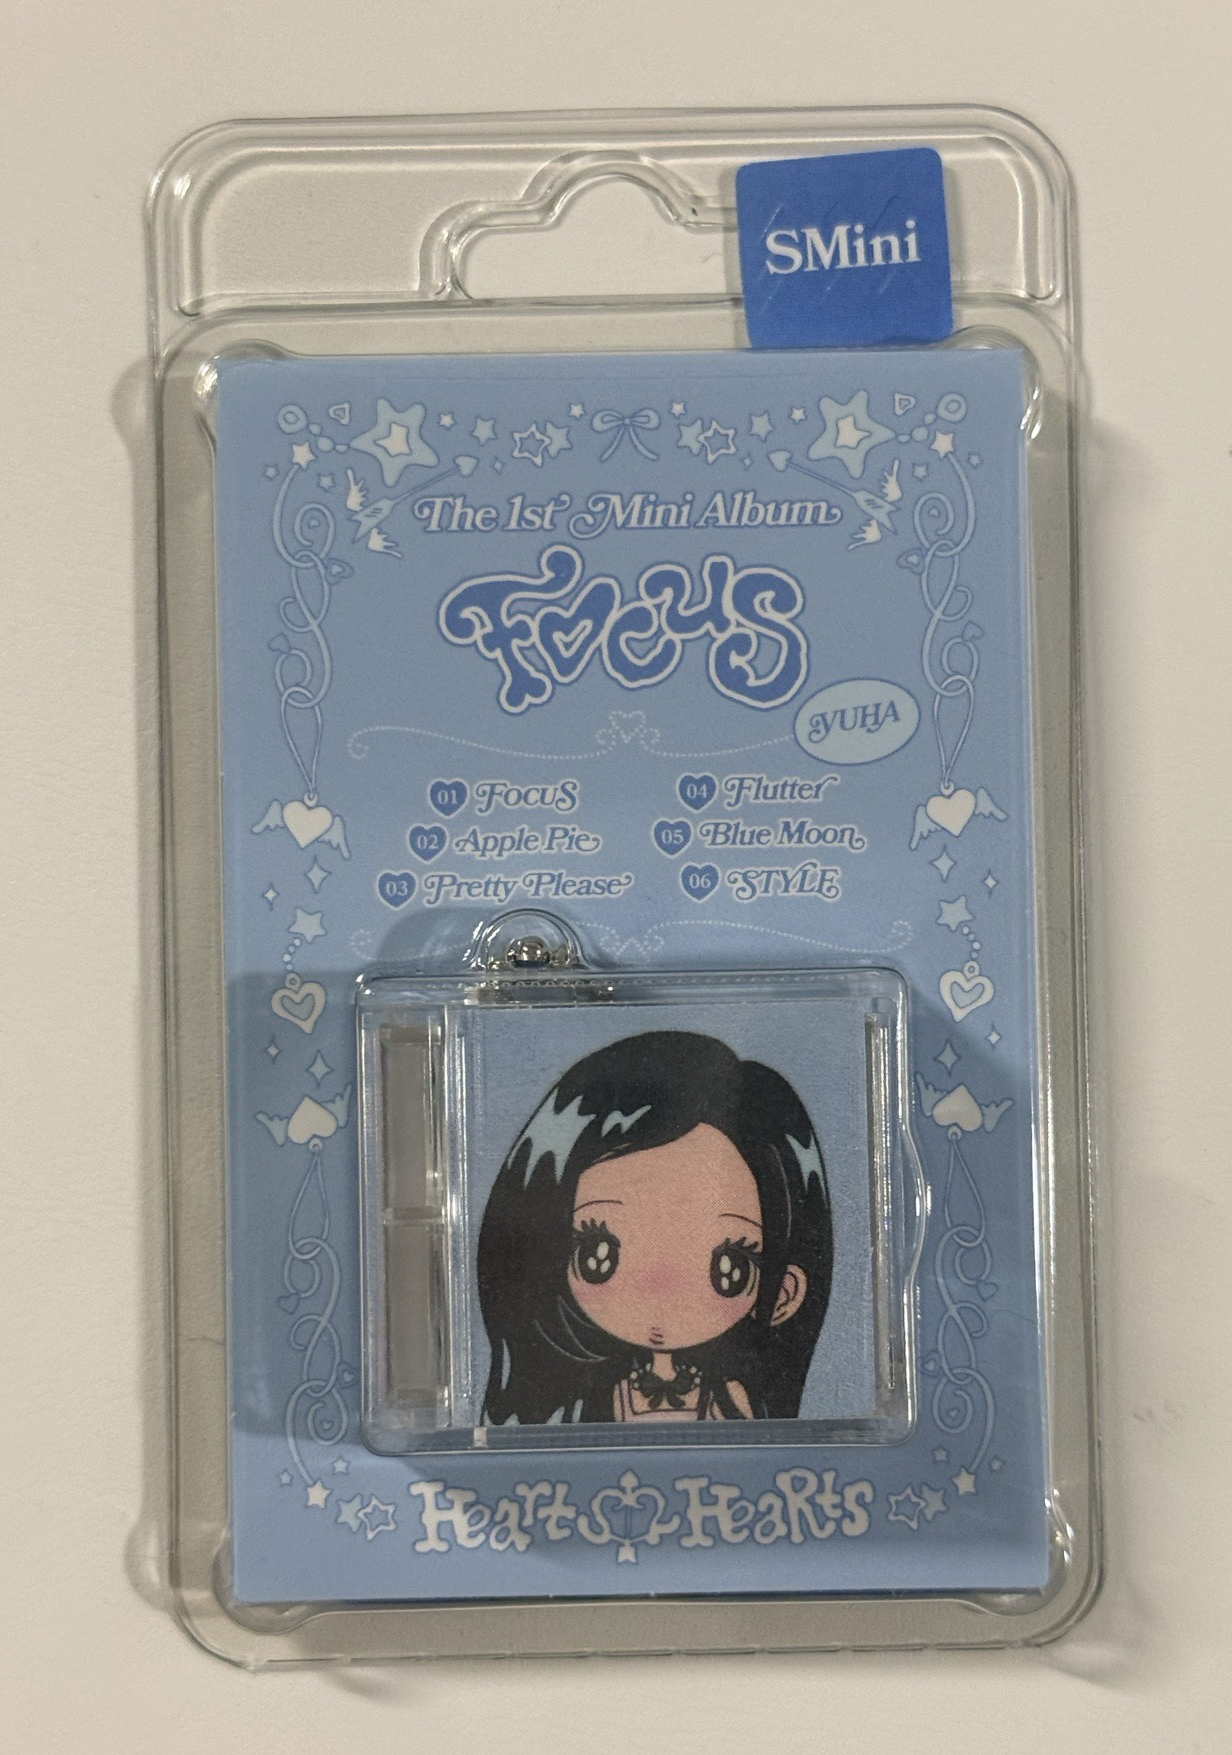 SMini
The 1st Mini Album
FOCUS
YUHA
01 FOCUS
02 Apple Pie
03 Pretty Please
04 Flutter
05 Blue Moon
06 STYLE
Hearts2HeaRts